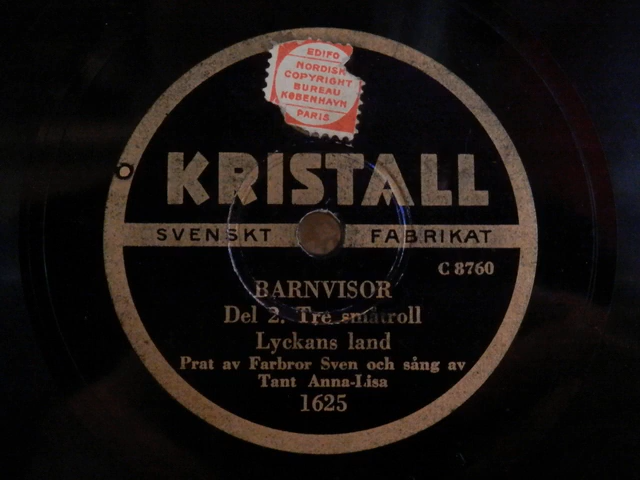 EDIFO
NORDISK
COPYRIGHT
BUREAU
KØBENHAVN
PARIS
KRISTALL
SVENSKT FABRIKAT
C 8760
BARNVISOR
Del 2. Tre småtroll
Lyckans land
Prat av Farbror Sven och sång av
Tant Anna-Lisa
1625